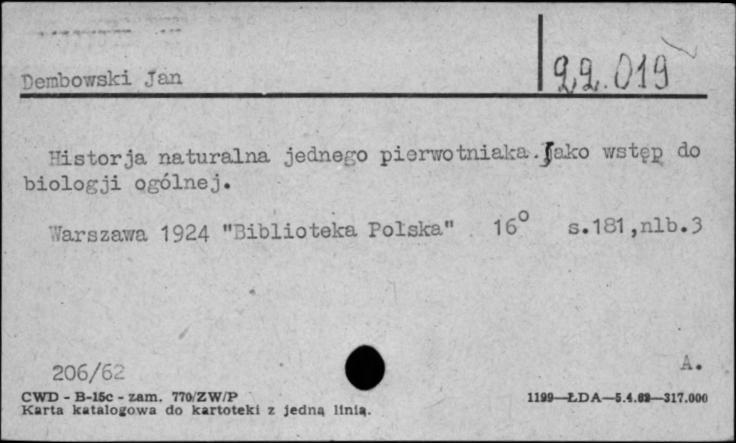 22.019
Dembowski Jan
Historja naturalna jednego pierwotniaka.Jako wstęp do
biologji ogólnej.
Warszawa 1924 "Biblioteka Polska" 16° s.181,nlb.3
206/62 A.
CWD - B-15c - zam. 770/ZW/P 1199—ŁDA—5.4.62—317.000
Karta katalogowa do kartoteki z jedną linią.